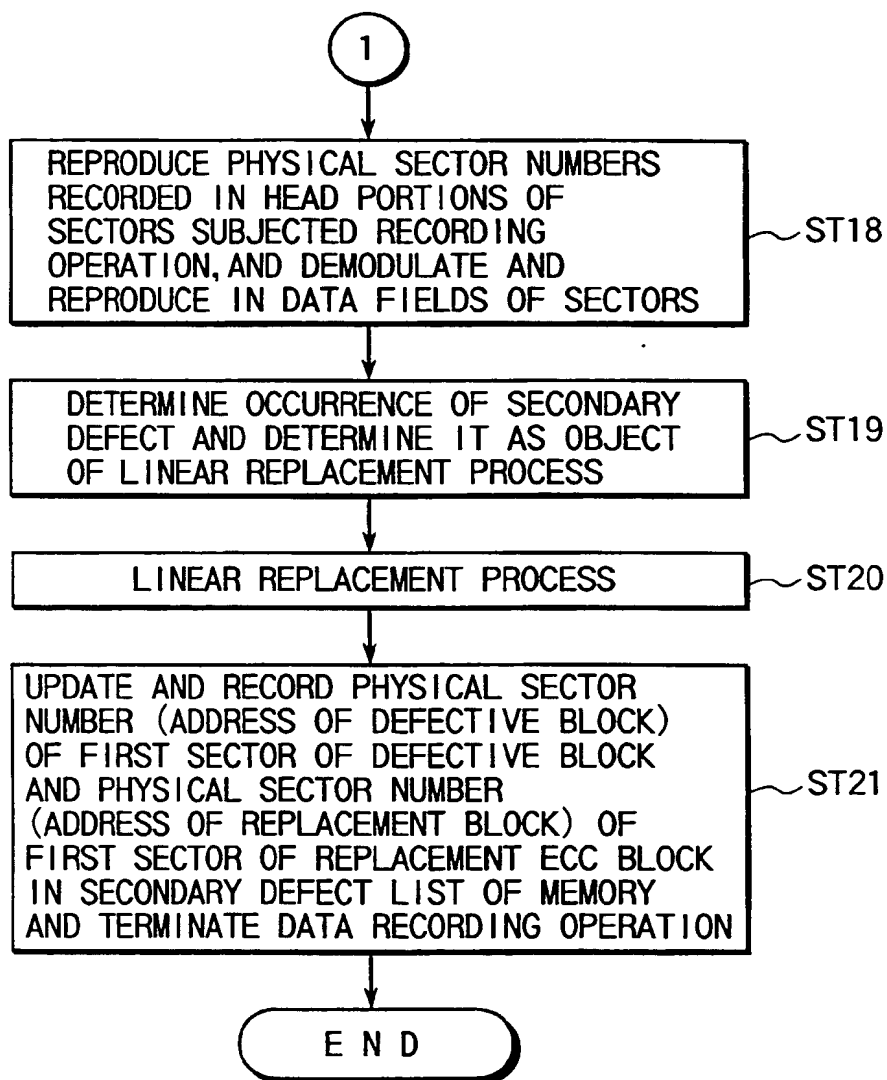 1
REPRODUCE PHYSICAL SECTOR NUMBERS
RECORDED IN HEAD PORTIONS OF
SECTORS SUBJECTED RECORDING
OPERATION, AND DEMODULATE AND
REPRODUCE IN DATA FIELDS OF SECTORS
ST18
DETERMINE OCCURRENCE OF SECONDARY
DEFECT AND DETERMINE IT AS OBJECT
OF LINEAR REPLACEMENT PROCESS
ST19
LINEAR REPLACEMENT PROCESS
ST20
UPDATE AND RECORD PHYSICAL SECTOR
NUMBER (ADDRESS OF DEFECTIVE BLOCK)
OF FIRST SECTOR OF DEFECTIVE BLOCK
AND PHYSICAL SECTOR NUMBER
(ADDRESS OF REPLACEMENT BLOCK) OF
FIRST SECTOR OF REPLACEMENT ECC BLOCK
IN SECONDARY DEFECT LIST OF MEMORY
AND TERMINATE DATA RECORDING OPERATION
ST21
END